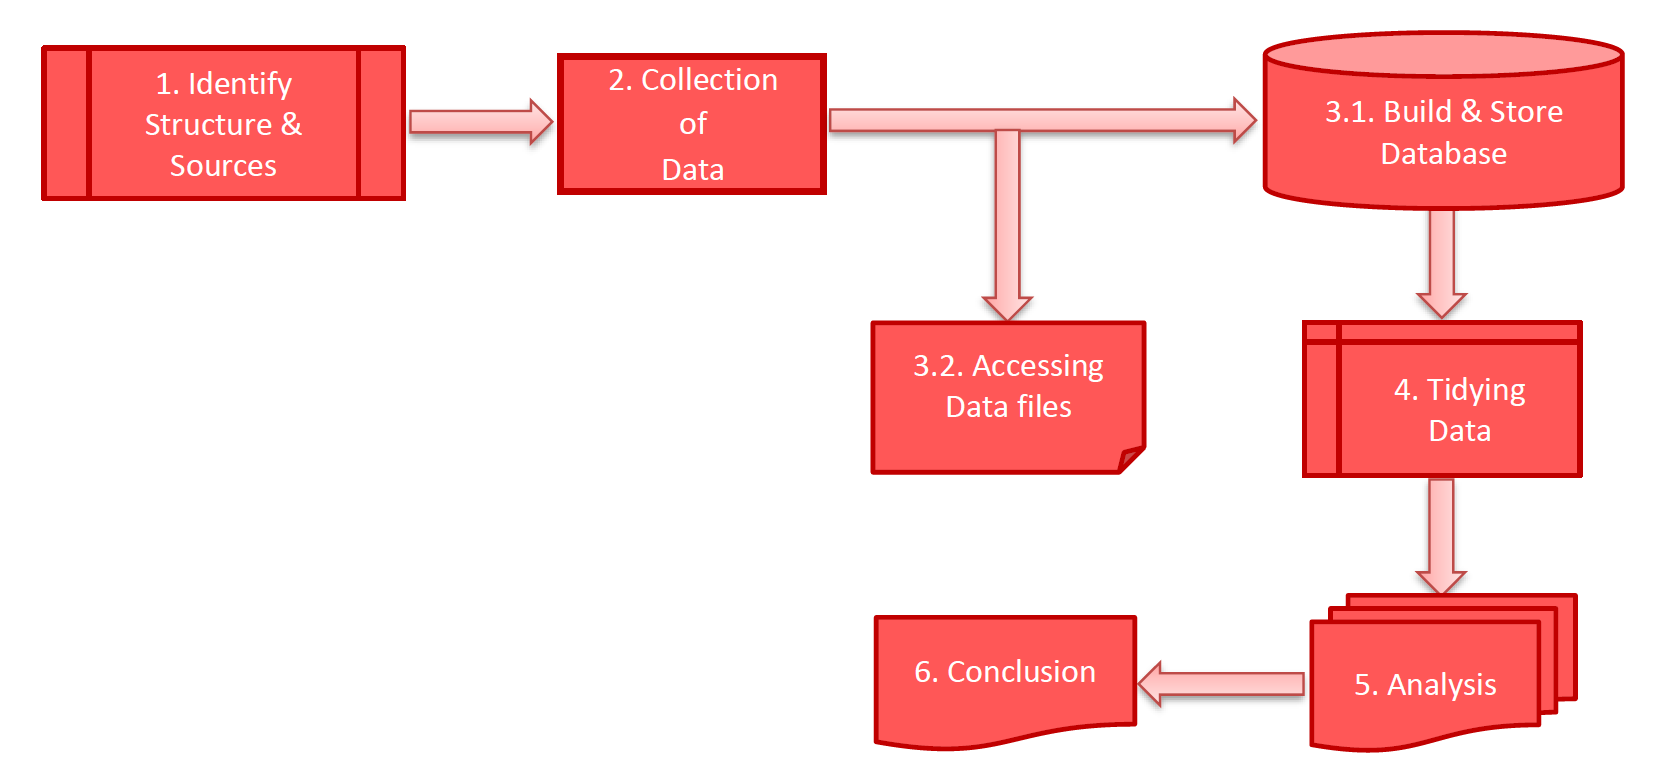 1. Identify
Structure &
Sources
2. Collection
of
Data
3.1. Build & Store
Database
3.2. Accessing
Data files
4. Tidying
Data
5. Analysis
6. Conclusion